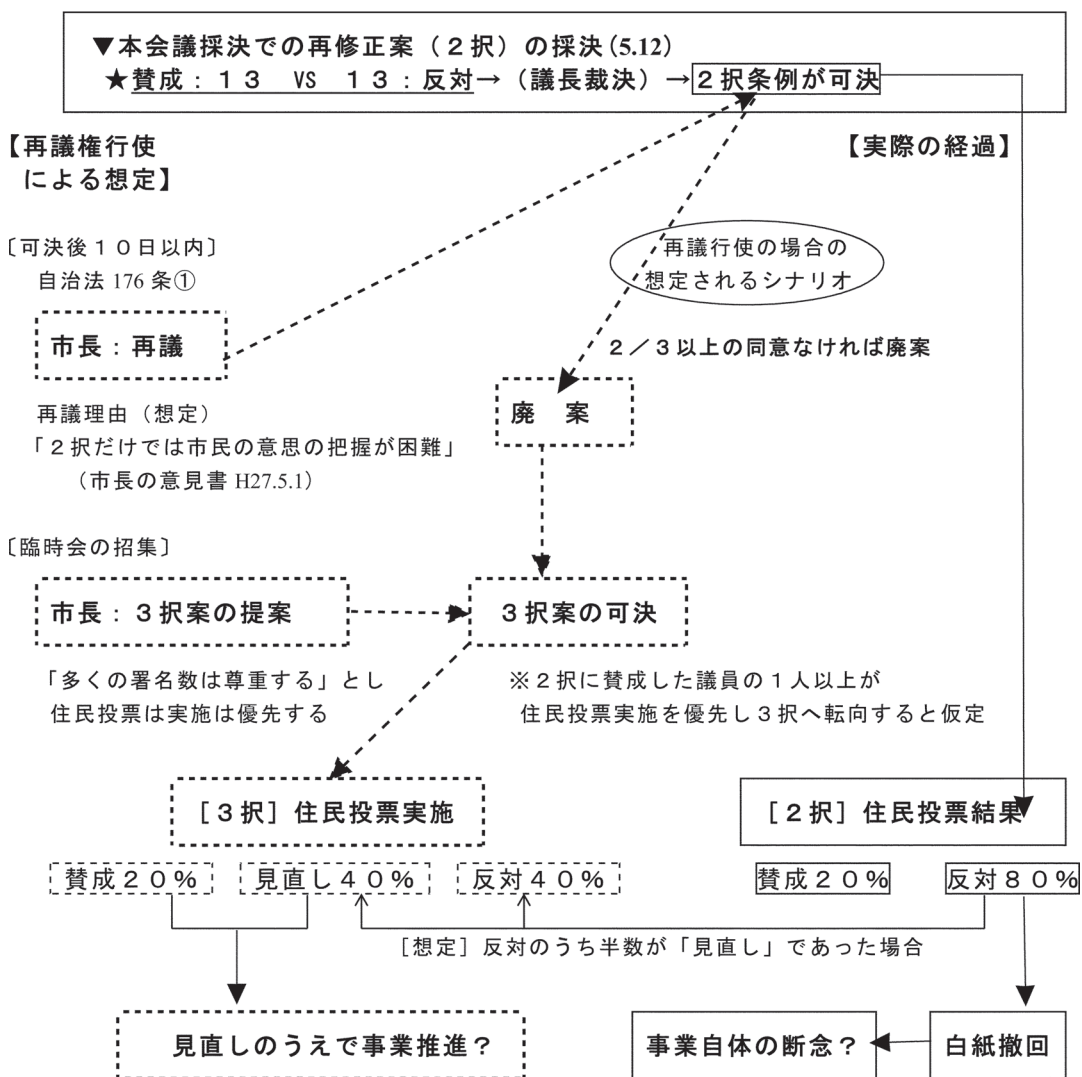 ▼本会議採決での再修正案（２択）の採決(5.12)
★賛成：１３　VS　１３：反対→（議長裁決）→２択条例が可決
【再議権行使
による想定】
【実際の経過】
〔可決後１０日以内〕
自治法 176 条①
再議行使の場合の
想定されるシナリオ
市長：再議
２／３以上の同意なければ廃案
廃　案
再議理由（想定）
「２択だけでは市民の意思の把握が困難」
（市長の意見書 H27.5.1）
〔臨時会の招集〕
市長：３択案の提案
３択案の可決
「多くの署名数は尊重する」とし
住民投票は実施は優先する
※２択に賛成した議員の１人以上が
住民投票実施を優先し３択へ転向すると仮定
［３択］住民投票実施
［２択］住民投票結果
賛成２０％
見直し４０％
反対４０％
賛成２０％
反対８０％
［想定］反対のうち半数が「見直し」であった場合
見直しのうえで事業推進？
事業自体の断念？
白紙撤回